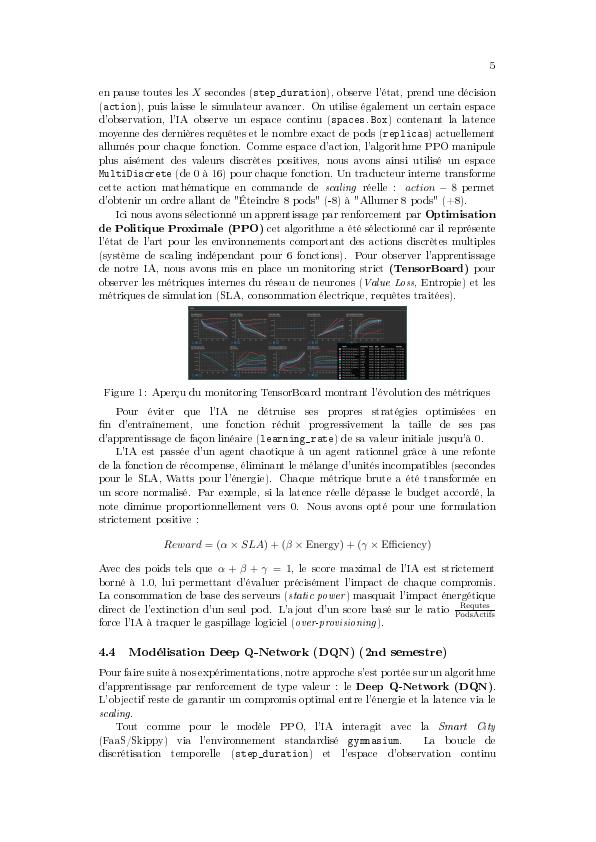 5
en pause toutes les X secondes (step_duration), observe l'état, prend une décision
(action), puis laisse le simulateur avancer. On utilise également un certain espace
d'observation, l'IA observe un espace continu (spaces.Box) contenant la latence
moyenne des dernières requêtes et le nombre exact de pods (replicas) actuellement
allumés pour chaque fonction. Comme espace d'action, l'algorithme PPO manipule
plus aisément des valeurs discrètes positives, nous avons ainsi utilisé un espace
MultiDiscrete (de 0 à 16) pour chaque fonction. Un traducteur interne transforme
cette action mathématique en commande de scaling réelle : action − 8 permet
d'obtenir un ordre allant de "Éteindre 8 pods" (-8) à "Allumer 8 pods" (+8).
Ici nous avons sélectionné un apprentissage par renforcement par Optimisation
de Politique Proximale (PPO) cet algorithme a été sélectionné car il représente
l'état de l'art pour les environnements comportant des actions discrètes multiples
(système de scaling indépendant pour 6 fonctions). Pour observer l'apprentissage
de notre IA, nous avons mis en place un monitoring strict (TensorBoard) pour
observer les métriques internes du réseau de neurones (Value Loss, Entropie) et les
métriques de simulation (SLA, consommation électrique, requêtes traitées).
Figure 1: Aperçu du monitoring TensorBoard montrant l'évolution des métriques
Pour éviter que l'IA ne détruise ses propres stratégies optimisées en
fin d'entraînement, une fonction réduit progressivement la taille de ses pas
d'apprentissage de façon linéaire (learning_rate) de sa valeur initiale jusqu'à 0.
L'IA est passée d'un agent chaotique à un agent rationnel grâce à une refonte
de la fonction de récompense, éliminant le mélange d'unités incompatibles (secondes
pour le SLA, Watts pour l'énergie). Chaque métrique brute a été transformée en
un score normalisé. Par exemple, si la latence réelle dépasse le budget accordé, la
note diminue proportionnellement vers 0. Nous avons opté pour une formulation
strictement positive :
Reward = (α × SLA) + (β × Energy) + (γ × Efficiency)
Avec des poids tels que α + β + γ = 1, le score maximal de l'IA est strictement
borné à 1.0, lui permettant d'évaluer précisément l'impact de chaque compromis.
La consommation de base des serveurs (static power) masquait l'impact énergétique
direct de l'extinction d'un seul pod. L'ajout d'un score basé sur le ratio Requtes/PodsActifs
force l'IA à traquer le gaspillage logiciel (over-provisioning).
4.4 Modélisation Deep Q-Network (DQN) (2nd semestre)
Pour faire suite à nos expérimentations, notre approche s'est portée sur un algorithme
d'apprentissage par renforcement de type valeur : le Deep Q-Network (DQN).
L'objectif reste de garantir un compromis optimal entre l'énergie et la latence via le
scaling.
Tout comme pour le modèle PPO, l'IA interagit avec la Smart City
(FaaS/Skippy) via l'environnement standardisé gymnasium. La boucle de
discrétisation temporelle (step_duration) et l'espace d'observation continu